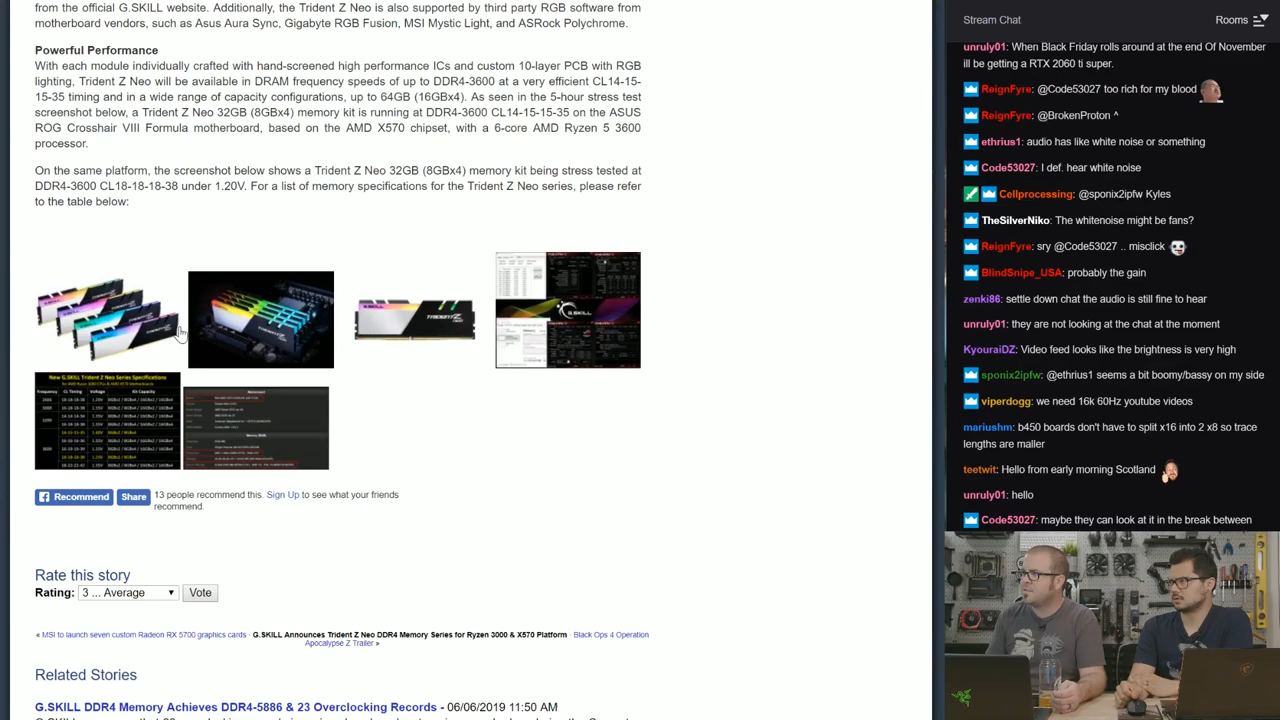 from the official G.SKILL website. Additionally, the Trident Z Neo is also supported by third party RGB software from
motherboard vendors, such as Asus Aura Sync, Gigabyte RGB Fusion, MSI Mystic Light, and ASRock Polychrome.
Powerful Performance
With each module individually crafted with hand-screened high performance ICs and custom 10-layer PCB with RGB
lighting, Trident Z Neo will be available in DRAM frequency speeds of up to DDR4-3600 at a very efficient CL14-15-
15-35 timing and in a wide range of capacity configurations, up to 64GB (16GBx4). As seen in the 5-hour stress test
screenshot below, a Trident Z Neo 32GB (8GBx4) memory kit is running at DDR4-3600 CL14-15-15-35 on the ASUS
ROG Crosshair VIII Formula motherboard, based on the AMD X570 chipset, with a 6-core AMD Ryzen 5 3600
processor.
On the same platform, the screenshot below shows a Trident Z Neo 32GB (8GBx4) memory kit being stress tested at
DDR4-3600 CL18-18-18-38 under 1.20V. For a list of memory specifications for the Trident Z Neo series, please refer
to the table below:
G.SKILL
TRIDENTZ
neo
G.SKILL
New G.SKILL Trident Z Neo Series Specifications
Frequency CL Timing Voltage Kit Capacity
Recommend
Share
13 people recommend this. Sign Up to see what your friends
recommend.
Rate this story
Rating: 3 ... Average Vote
« MSI to launch seven custom Radeon RX 5700 graphics cards · G.SKILL Announces Trident Z Neo DDR4 Memory Series for Ryzen 3000 & X570 Platform · Black Ops 4 Operation
Apocalypse Z Trailer »
Related Stories
G.SKILL DDR4 Memory Achieves DDR4-5886 & 23 Overclocking Records - 06/06/2019 11:50 AM
Stream Chat
Rooms
unruly01: When Black Friday rolls around at the end Of November
ill be getting a RTX 2060 ti super.
ReignFyre: @Code53027 too rich for my blood
ReignFyre: @BrokenProton ^
ethrius1: audio has like white noise or something
Code53027: I def. hear white noise
Cellprocessing: @sponix2ipfw Kyles
TheSilverNiko: The whitenoise might be fans?
ReignFyre: sry @Code53027 .. misclick
BlindSnipe_USA: probably the gain
zenki86: settle down chat the audio is still fine to hear
unruly01: they are not looking at the chat at the moment
KyouraiDZ: Video feed looks like the brightness is very high
sponix2ipfw: @ethrius1 seems a bit boomy/bassy on my side
viperdogg: we need 16k 60Hz youtube videos
mariushm: b450 boards don't have to split x16 into 2 x8 so trace
lengths are maller
teetwit: Hello from early morning Scotland
unruly01: hello
Code53027: maybe they can look at it in the break between